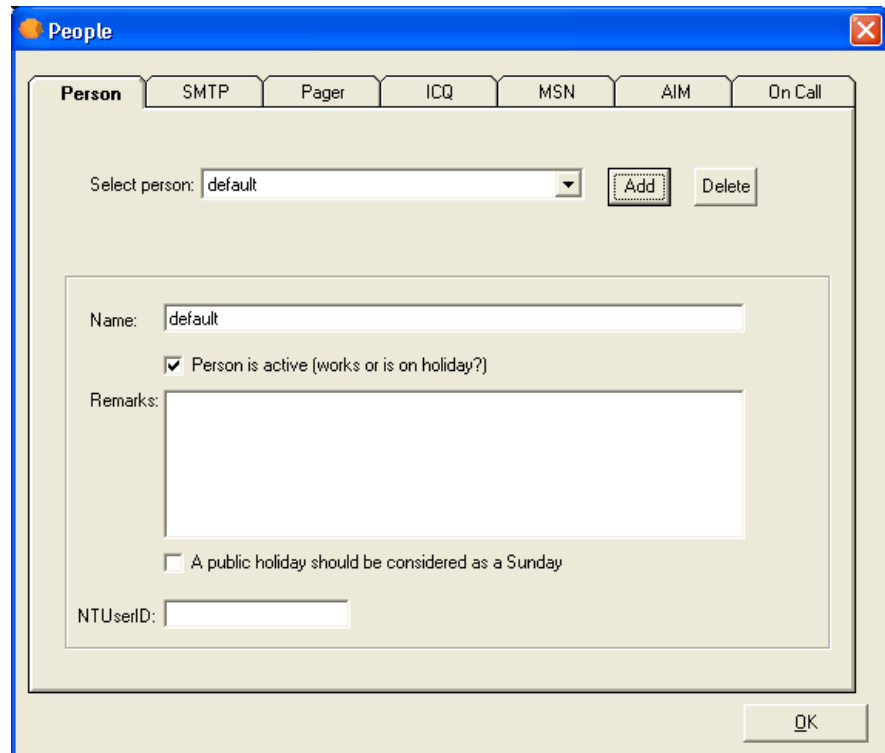 People
Person SMTP Pager ICQ MSN AIM On Call
Select person: default Add Delete
Name: default
Person is active (works or is on holiday?)
Remarks:
A public holiday should be considered as a Sunday
NTUserID:
OK